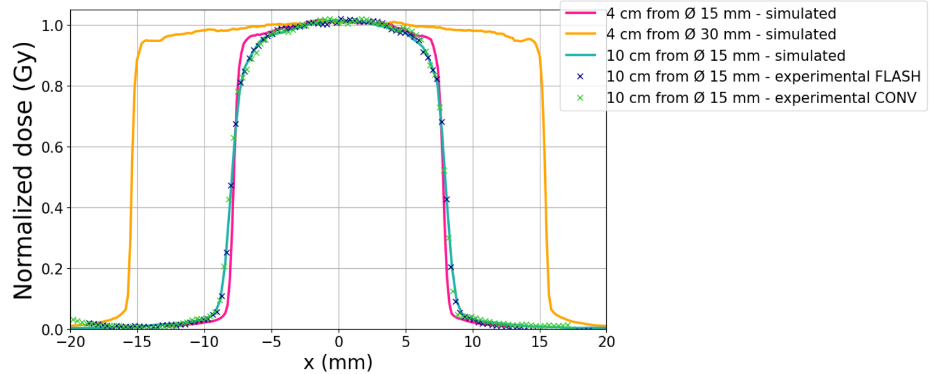 4 cm from Ø 15 mm - simulated
4 cm from Ø 30 mm - simulated
10 cm from Ø 15 mm - simulated
10 cm from Ø 15 mm - experimental FLASH
10 cm from Ø 15 mm - experimental CONV
Normalized dose (Gy)
1.0
0.8
0.6
0.4
0.2
0.0
−20 −15 −10 −5 0 5 10 15 20
x (mm)